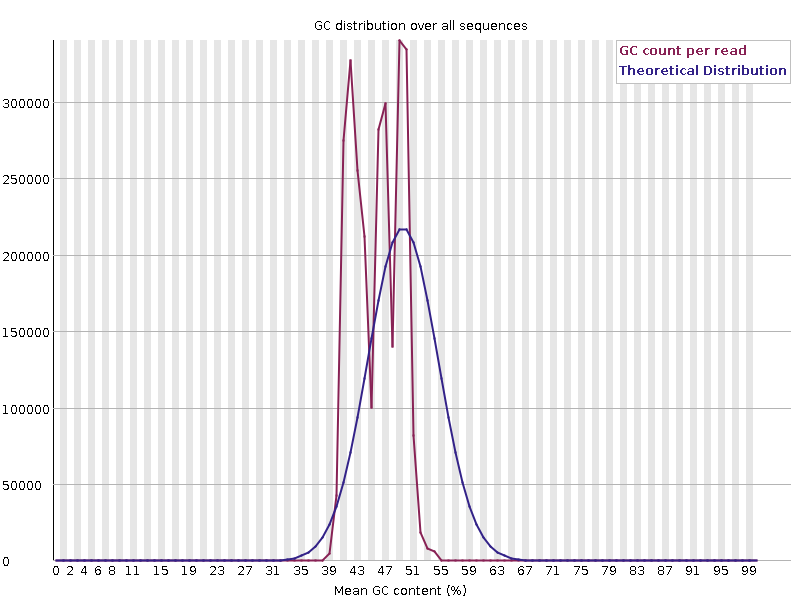 GC distribution over all sequences
GC count per read
Theoretical Distribution
300000
250000
200000
150000
100000
50000
0
0 2 4 6 8 11 15 19 23 27 31 35 39 43 47 51 55 59 63 67 71 75 79 83 87 91 95 99
Mean GC content (%)